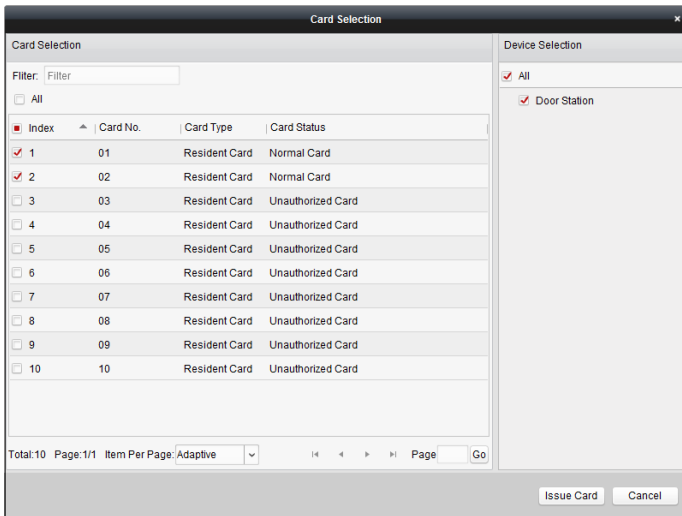 Card Selection ×
Card Selection
Device Selection
Fliter: Filter
All
All
Door Station
Index Card No. Card Type Card Status
1 01 Resident Card Normal Card
2 02 Resident Card Normal Card
3 03 Resident Card Unauthorized Card
4 04 Resident Card Unauthorized Card
5 05 Resident Card Unauthorized Card
6 06 Resident Card Unauthorized Card
7 07 Resident Card Unauthorized Card
8 08 Resident Card Unauthorized Card
9 09 Resident Card Unauthorized Card
10 10 Resident Card Unauthorized Card
Total:10 Page:1/1 Item Per Page: Adaptive Page Go
Issue Card Cancel